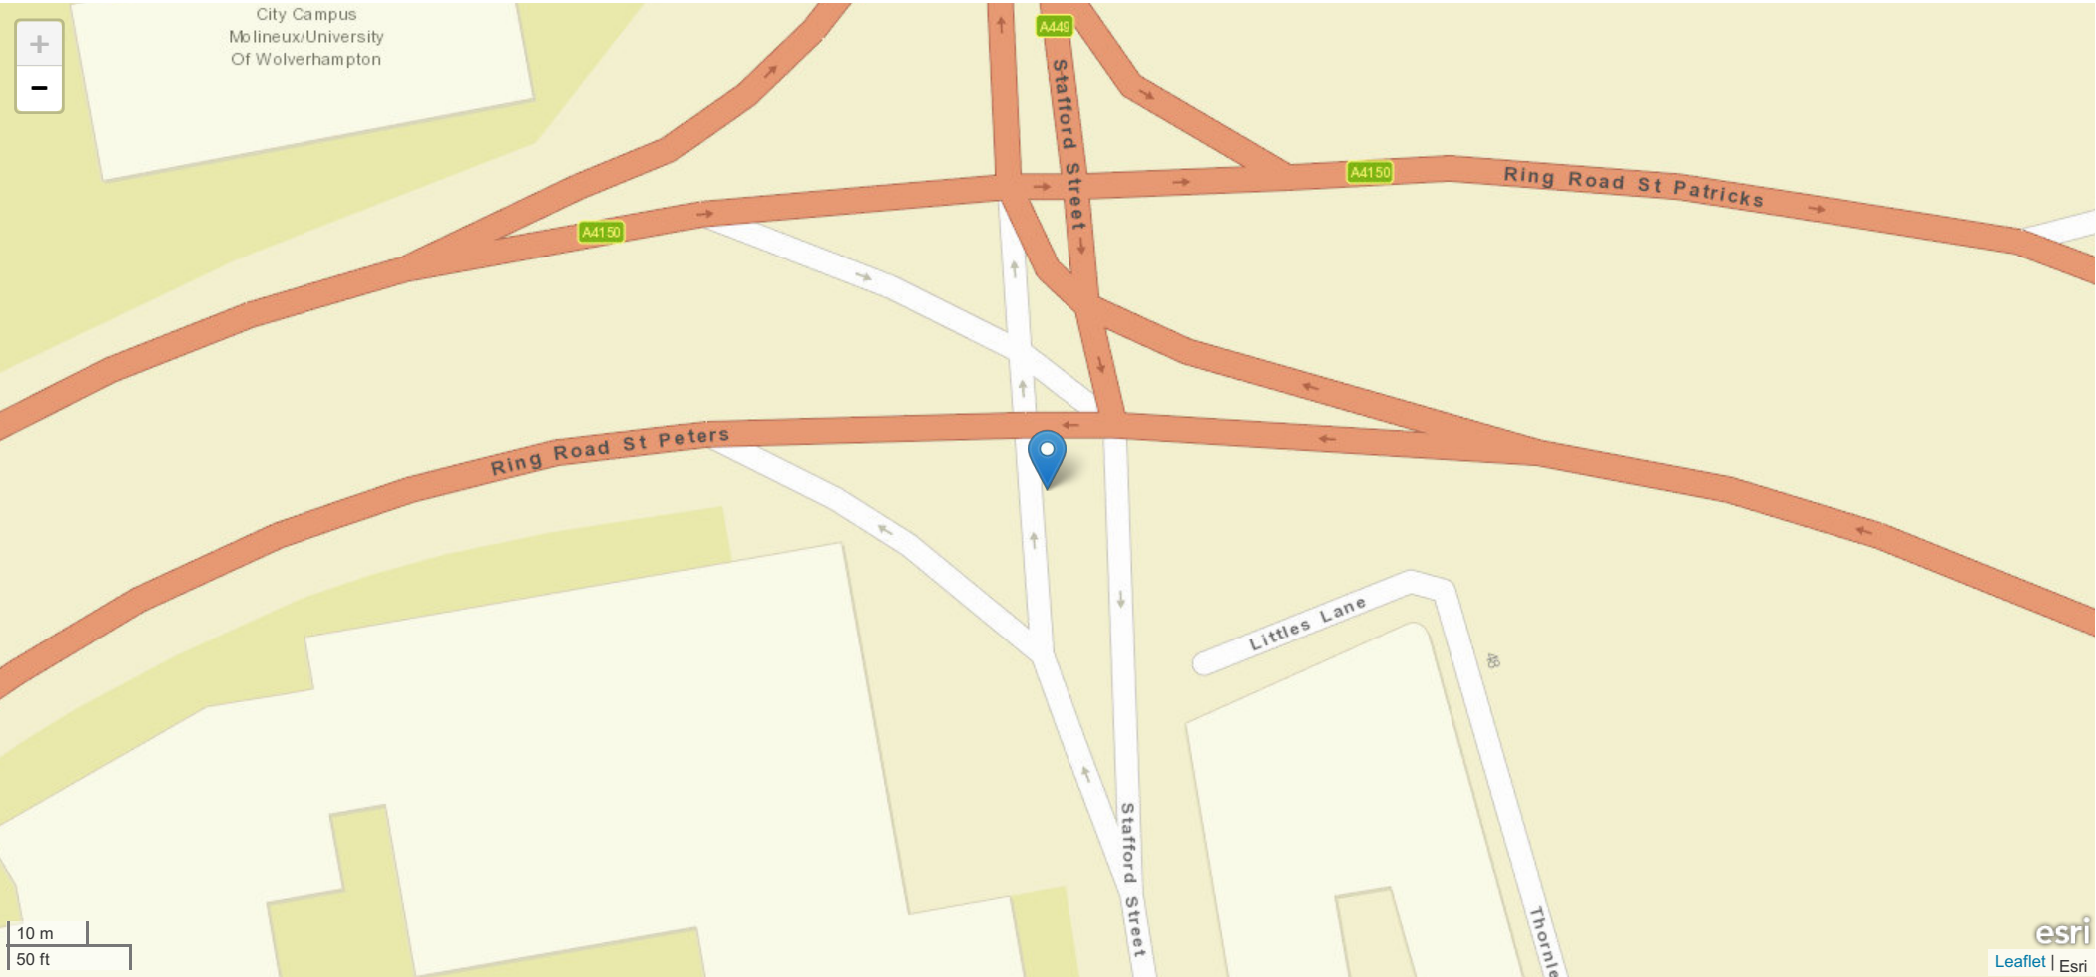 City Campus
Molineux/University
Of Wolverhampton
+
−
A449
Stafford Street
A4150
A4150
Ring Road St Patricks
Ring Road St Peters
Littles Lane
48
Stafford Street
Thornle
10 m
50 ft
esri
Leaflet | Esri